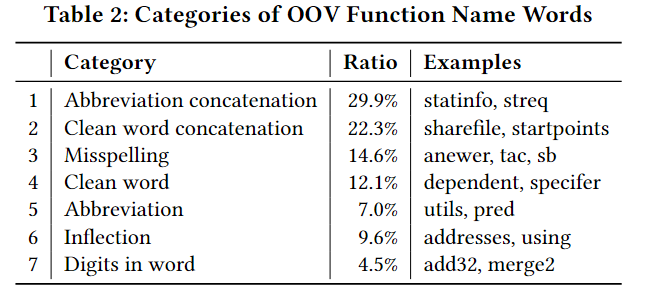 Table 2: Categories of OOV Function Name Words
Category Ratio Examples
1 Abbreviation concatenation 29.9% statinfo, streq
2 Clean word concatenation 22.3% sharefile, startpoints
3 Misspelling 14.6% anewer, tac, sb
4 Clean word 12.1% dependent, specifer
5 Abbreviation 7.0% utils, pred
6 Inflection 9.6% addresses, using
7 Digits in word 4.5% add32, merge2